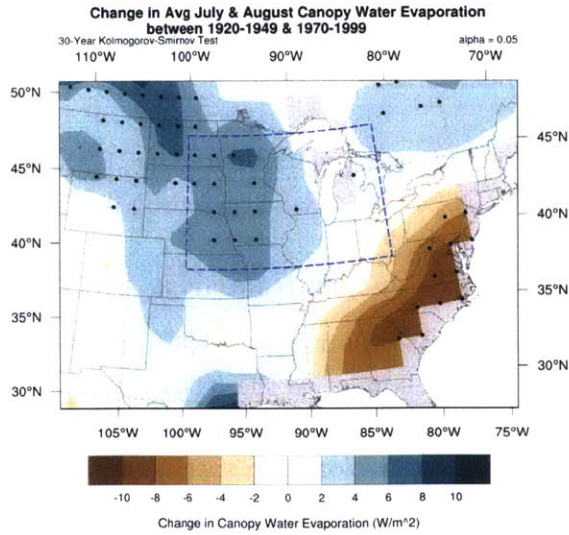 Change in Avg July & August Canopy Water Evaporation
between 1920-1949 & 1970-1999
30-Year Kolmogorov-Smirnov Test alpha = 0.05
110°W 100°W 90°W 80°W 70°W
50°N
45°N 45°N
40°N 40°N
35°N 35°N
30°N 30°N
105°W 100°W 95°W 90°W 85°W 80°W 75°W
-10 -8 -6 -4 -2 0 2 4 6 8 10
Change in Canopy Water Evaporation (W/m^2)